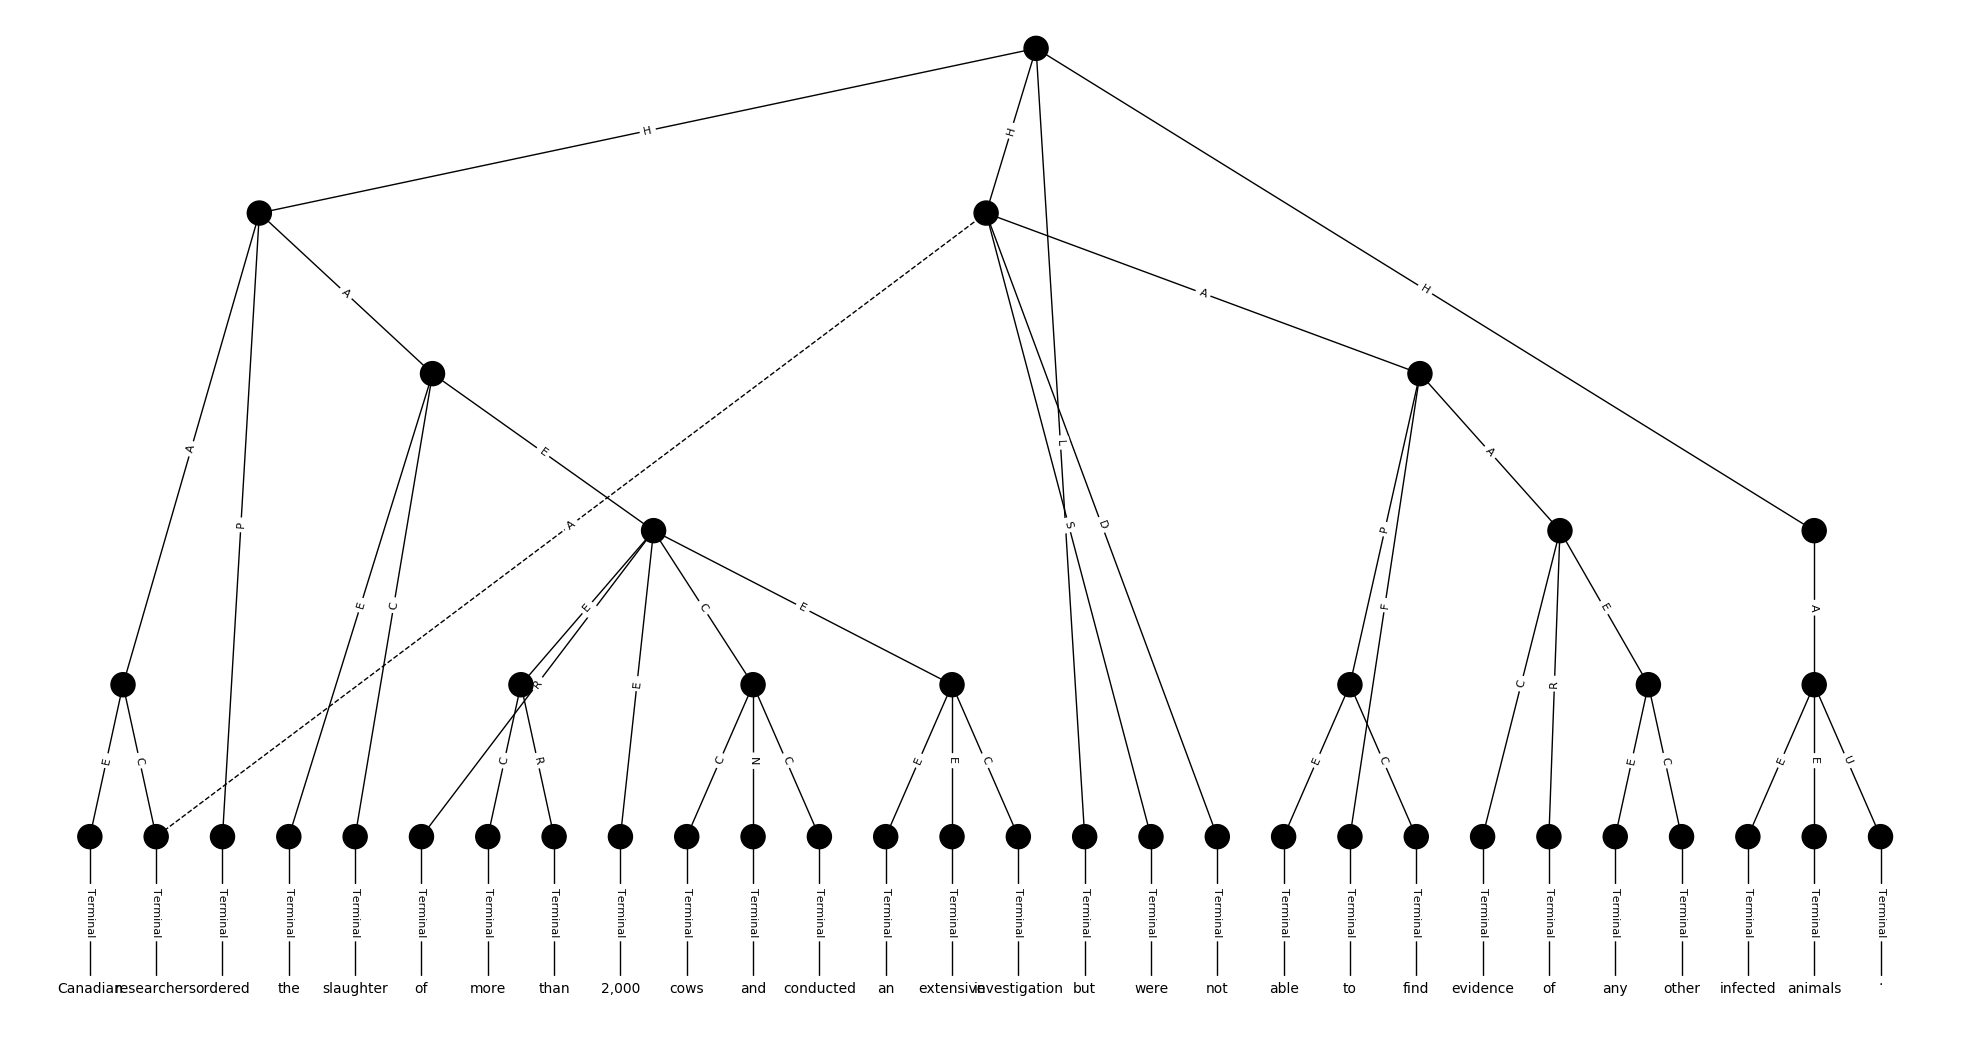 H
H
H
A
A
A
A
L
P
A
S
D
P
E
E
A
E
C
E
C
E
F
E
A
R
E
C
R
E
C
C
R
C
N
C
E
E
C
E
C
E
C
E
E
U
Terminal Terminal Terminal Terminal Terminal Terminal Terminal Terminal Terminal Terminal Terminal Terminal Terminal Terminal Terminal Terminal Terminal Terminal Terminal Terminal Terminal Terminal Terminal Terminal Terminal Terminal Terminal Terminal
Canadian researchers ordered the slaughter of more than 2,000 cows and conducted an extensive investigation but were not able to find evidence of any other infected animals .